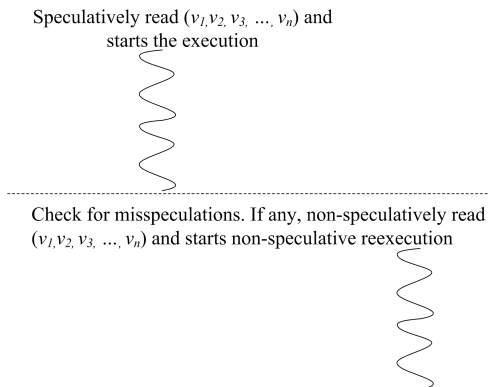 Speculatively read (v1,v2, v3, ..., vn) and
starts the execution
Check for misspeculations. If any, non-speculatively read
(v1,v2, v3, ..., vn) and starts non-speculative reexecution